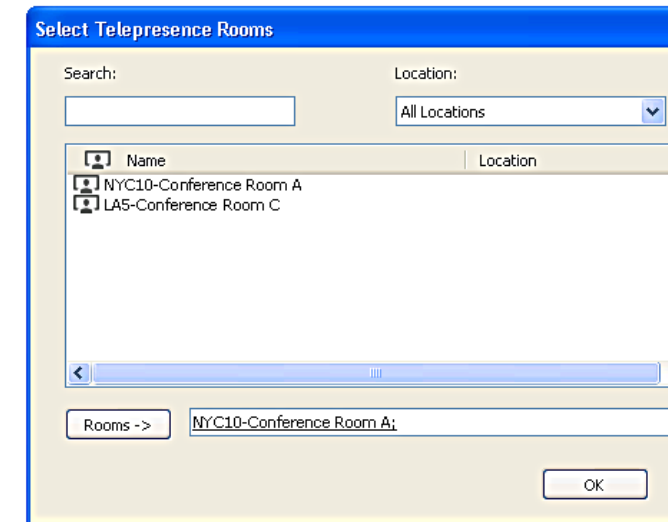 Select Telepresence Rooms
Search:
Location:
All Locations
Name
Location
NYC10-Conference Room A
LA5-Conference Room C
Rooms ->
NYC10-Conference Room A;
OK